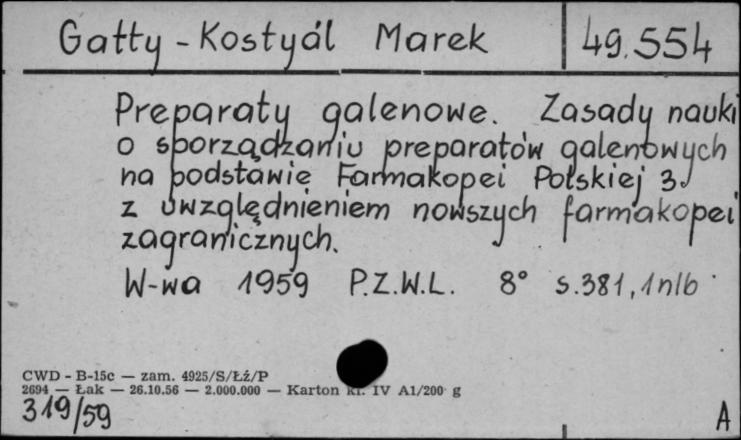 Gatty-Kostyál Marek 49.554
Preparaty galenowe. Zasady nauki
o sporządzaniu preparatów galenowych
na podstawie Farmakopei Polskiej 3.
z uwzględnieniem nowszych farmakopei
zagranicznych.
W-wa 1959 P.Z.W.L. 8° s.381, 1nlb
CWD - B-15c — zam. 4925/S/Łź/P
2694 — Łak — 26.10.56 — 2.000.000 — Karton kl. IV A1/200 g
319/59 A